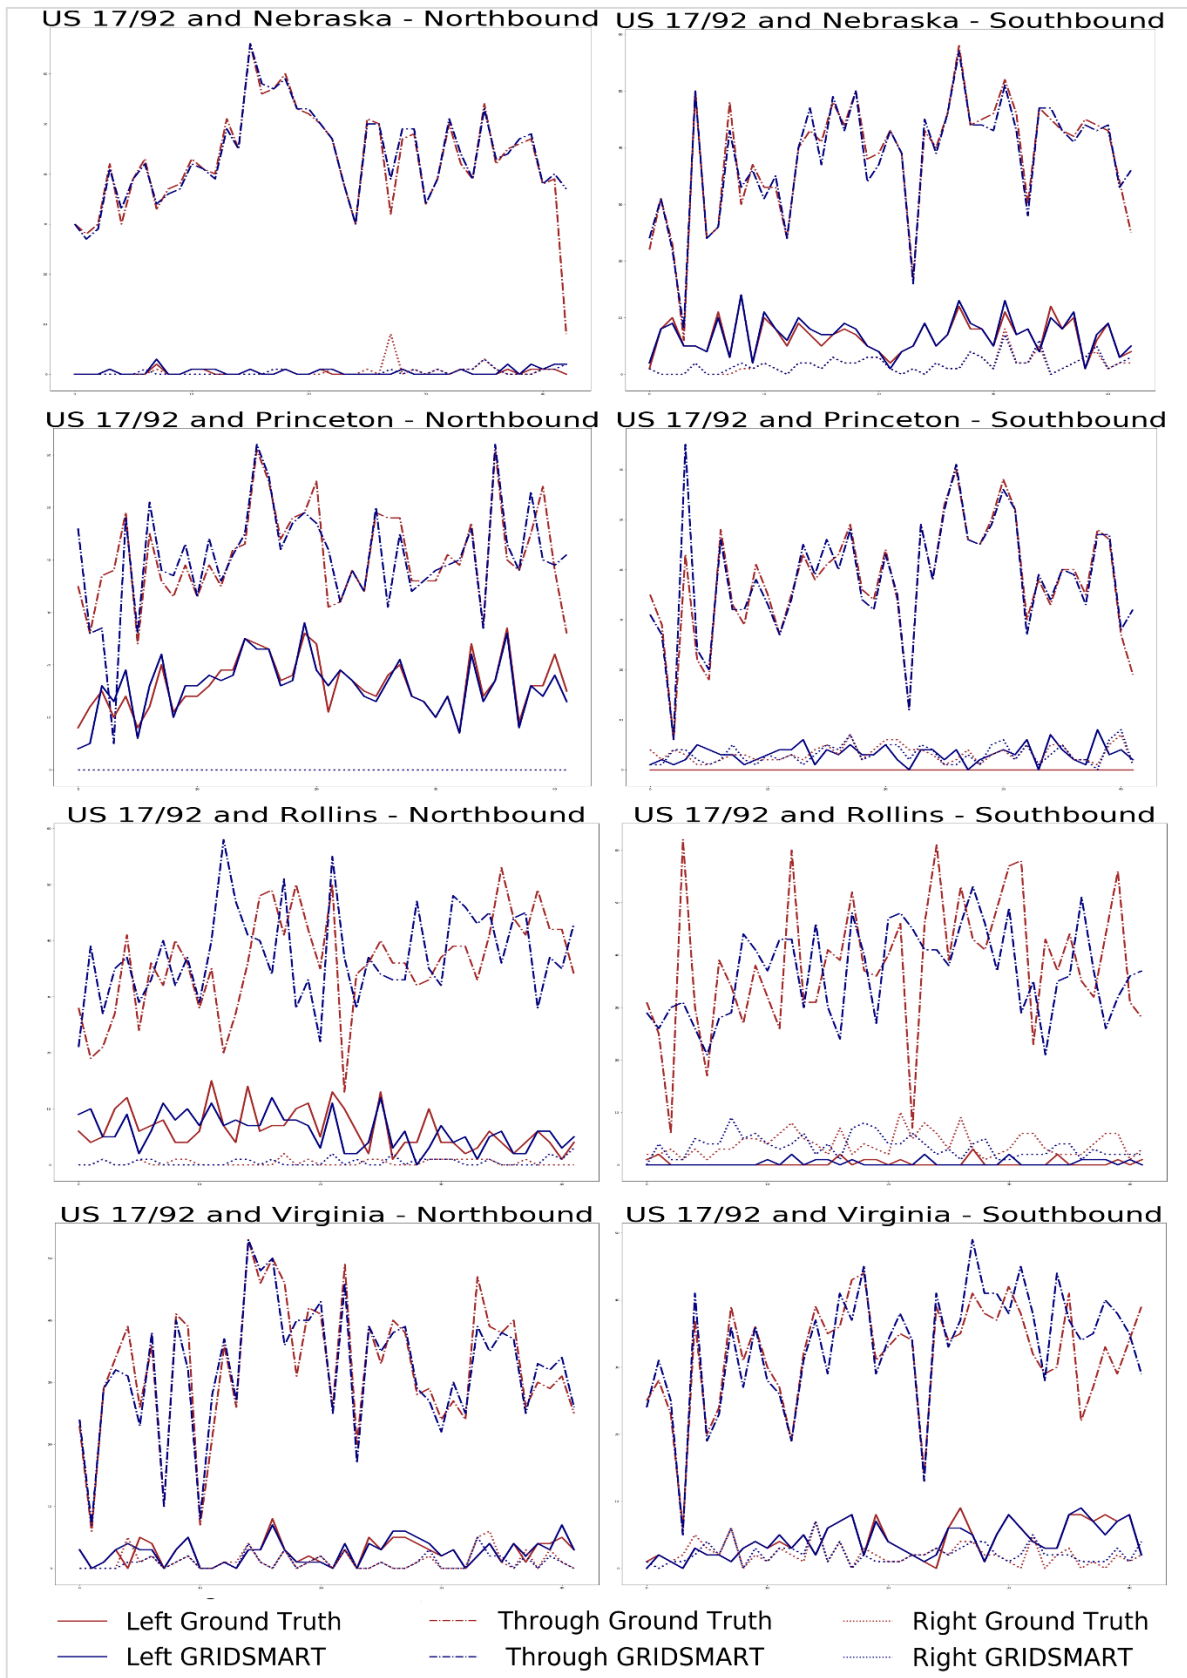 US 17/92 and Nebraska - Northbound
US 17/92 and Nebraska - Southbound
US 17/92 and Princeton - Northbound
US 17/92 and Princeton - Southbound
US 17/92 and Rollins - Northbound
US 17/92 and Rollins - Southbound
US 17/92 and Virginia - Northbound
US 17/92 and Virginia - Southbound
Left Ground Truth
Through Ground Truth
Right Ground Truth
Left GRIDSMART
Through GRIDSMART
Right GRIDSMART